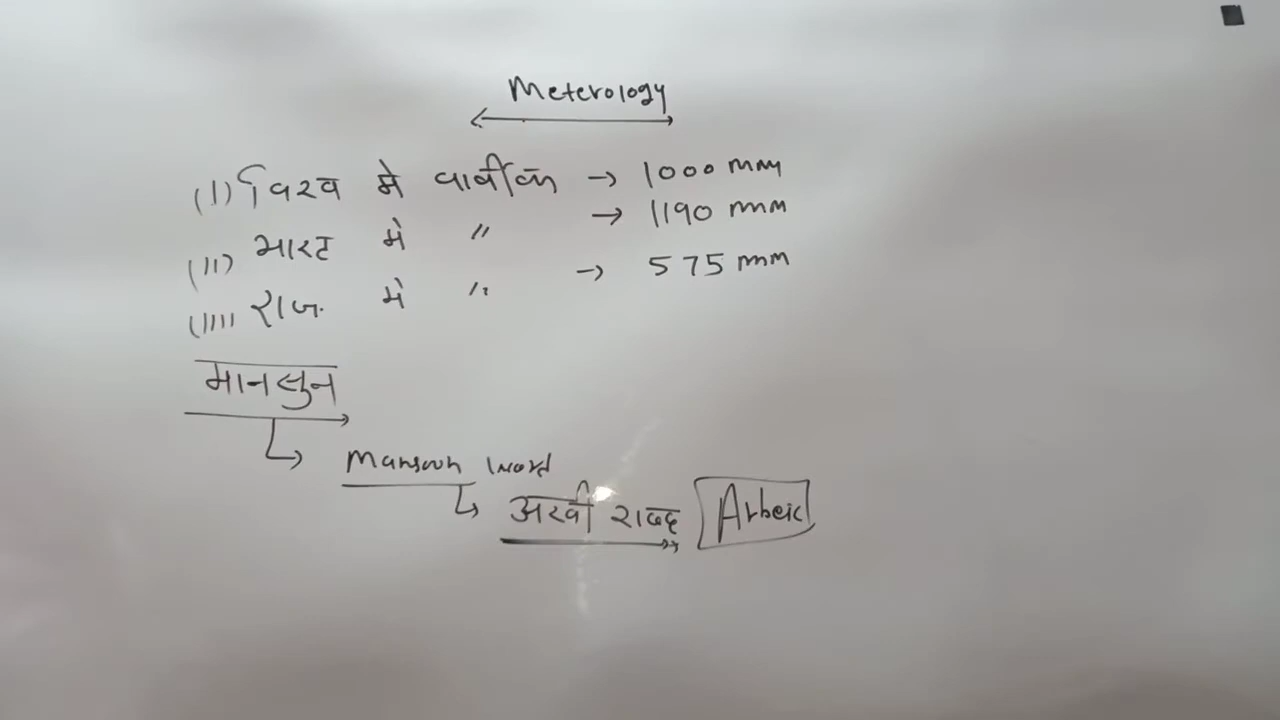 Meterology
(I) विश्व में वार्षीक → 1000 mm
(II) भारत में " → 1190 mm
(III) राज. में " → 575 mm
मानसुन
Mansoon word
अरबी शब्द Arbeic